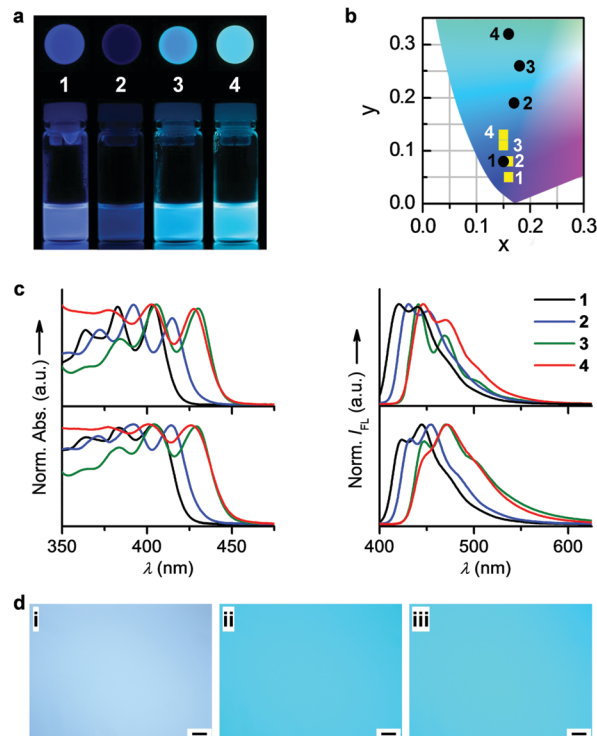 a
1 2 3 4
b
y
0.3
0.2
0.1
0.0
0.0 0.1 0.2 0.3
x
4
3
2
1
4
3
2
1
c
Norm. Abs. (a.u.)
350 400 450
λ (nm)
Norm. I_FL (a.u.)
1
2
3
4
400 500 600
λ (nm)
d
i ii iii